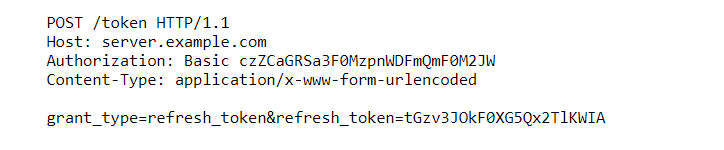 POST /token HTTP/1.1
Host: server.example.com
Authorization: Basic czZCaGRSa3F0MzpnWDFmQmF0M2JW
Content-Type: application/x-www-form-urlencoded
grant_type=refresh_token&refresh_token=tGzv3JOkF0XG5Qx2TlKWIA